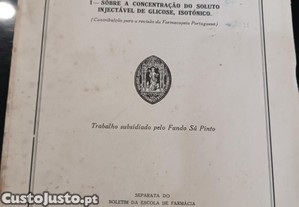 I — SÔBRE A CONCENTRAÇÃO DO SOLUTO
INJECTÁVEL DE GLICOSE, ISOTÓNICO.
(Contribuição para a revisão da Farmacopeia Portuguesa)
Trabalho subsidiado pelo Fundo Sá Pinto
SEPARATA DO
BOLETIM DA ESCOLA DE FARMÁCIA
CustoJusto.pt